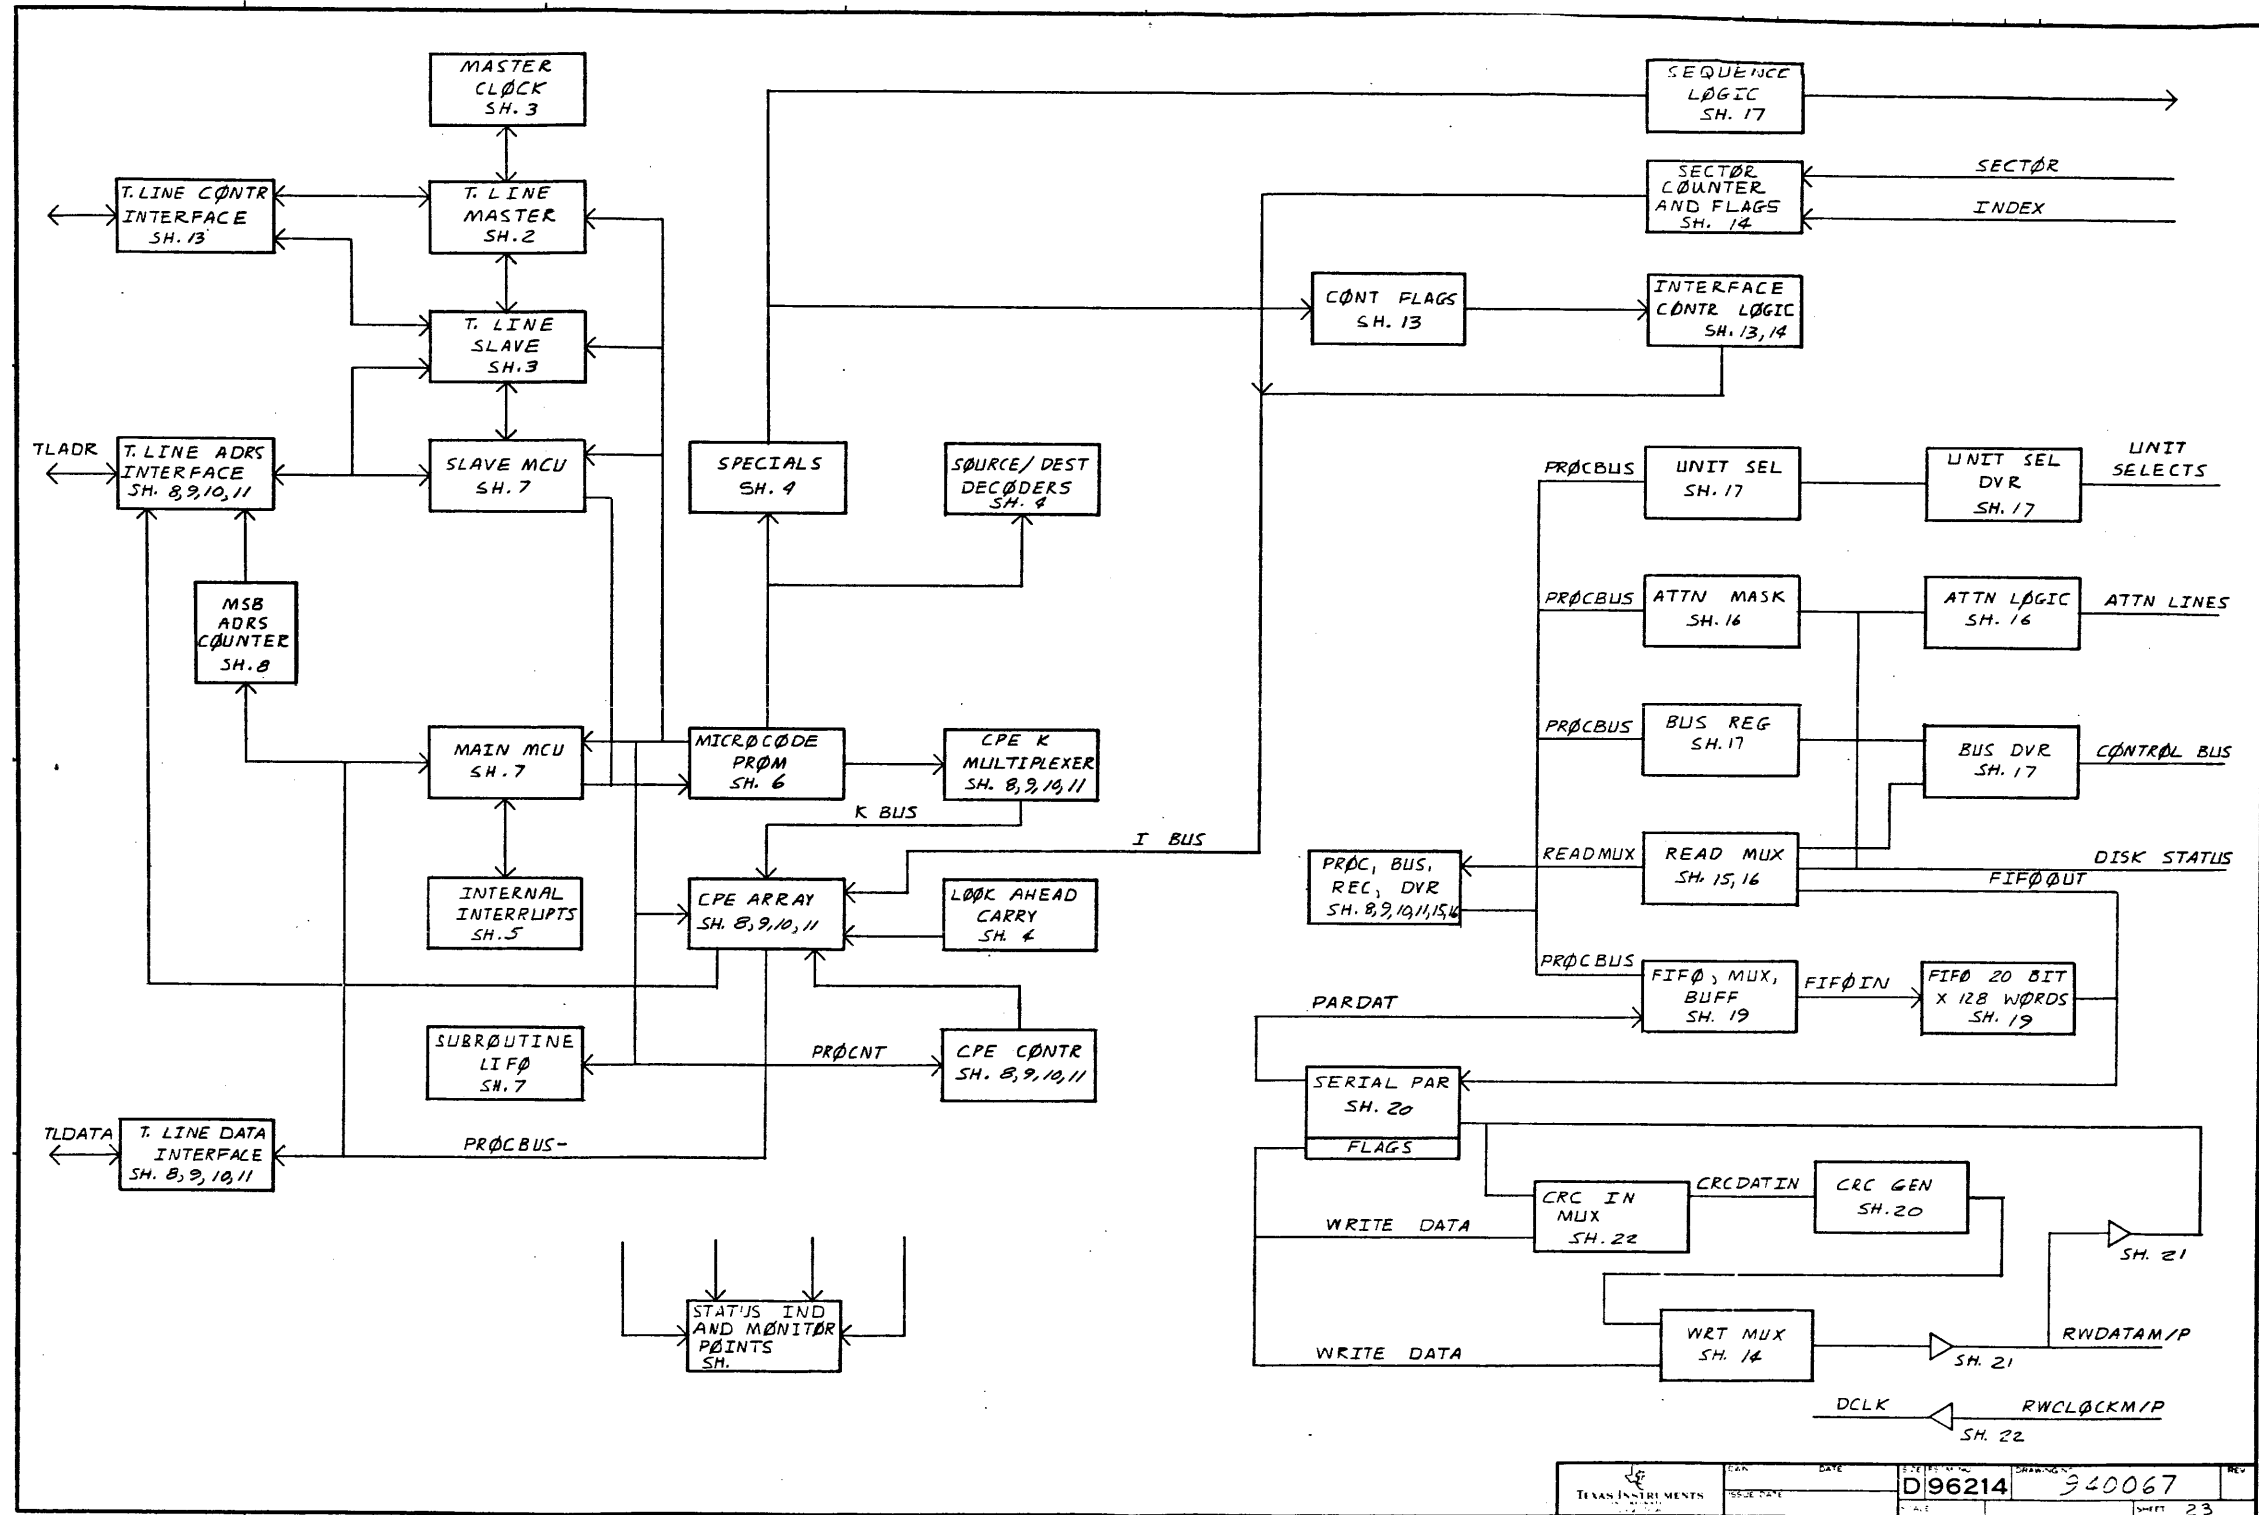 MASTER
CLØCK
SH. 3
SEQUENCE
LØGIC
SH. 17
T. LINE CØNTR
INTERFACE
SH. 13
T. LINE
MASTER
SH. 2
SECTØR
CØUNTER
AND FLAGS
SH. 14
SECTØR
INDEX
T. LINE
SLAVE
SH. 3
CØNT FLAGS
SH. 13
INTERFACE
CØNTR LØGIC
SH. 13, 14
TLADR
T. LINE ADRS
INTERFACE
SH. 8,9,10,11
SLAVE MCU
SH. 7
SPECIALS
SH. 4
SØURCE/DEST
DECØDERS
SH. 4
PRØCBUS
UNIT SEL
SH. 17
UNIT SEL
DVR
SH. 17
UNIT
SELECTS
MSB
ADRS
CØUNTER
SH. 8
PRØCBUS
ATTN MASK
SH. 16
ATTN LØGIC
SH. 16
ATTN LINES
MAIN MCU
SH. 7
MICRØCØDE
PRØM
SH. 6
CPE K
MULTIPLEXER
SH. 8,9,10,11
PRØCBUS
BUS REG
SH. 17
BUS DVR
SH. 17
CØNTRØL BUS
K BUS
I BUS
INTERNAL
INTERRUPTS
SH. 5
CPE ARRAY
SH. 8,9,10,11
LØØK AHEAD
CARRY
SH. 4
PRØC, BUS,
REC, DVR
SH. 8,9,10,11,15,16
READMUX
READ MUX
SH. 15, 16
DISK STATUS
FIFØØUT
SUBRØUTINE
LIFØ
SH. 7
PRØCNT
CPE CØNTR
SH. 8,9,10,11
PRØCBUS
FIFØ, MUX,
BUFF
SH. 19
FIFØIN
FIFØ 20 BIT
X 128 WØRDS
SH. 19
PARDAT
SERIAL PAR
SH. 20
FLAGS
TLDATA
T. LINE DATA
INTERFACE
SH. 8,9,10,11
PRØCBUS-
WRITE DATA
CRC IN
MUX
SH. 22
CRCDATIN
CRC GEN
SH. 20
SH. 21
STATUS IND
AND MØNITØR
PØINTS
SH.
WRITE DATA
WRT MUX
SH. 14
SH. 21
RWDATAM/P
DCLK
RWCLØCKM/P
SH. 22
TEXAS INSTRUMENTS
DATE
ISSUE DATE
SIZE
D
96214
DRAWING NO
940067
REV
SCALE
SHEET 23